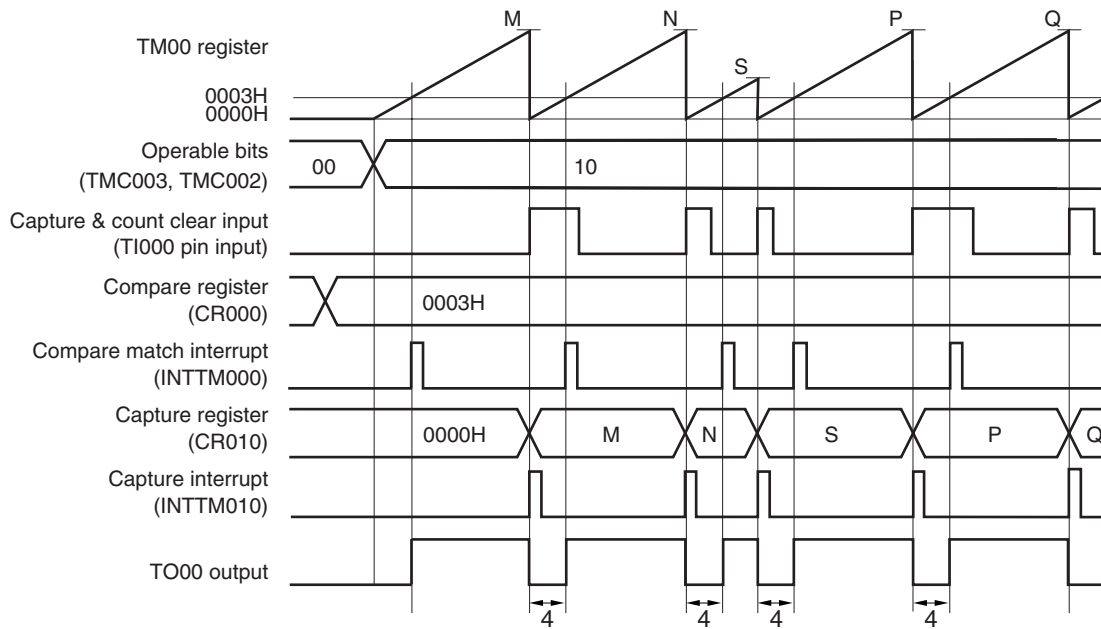 M N P Q
TM00 register
S
0003H
0000H
Operable bits
(TMC003, TMC002)
00 10
Capture & count clear input
(TI000 pin input)
Compare register
(CR000)
0003H
Compare match interrupt
(INTTM000)
Capture register
(CR010)
0000H M N S P Q
Capture interrupt
(INTTM010)
TO00 output
4 4 4 4